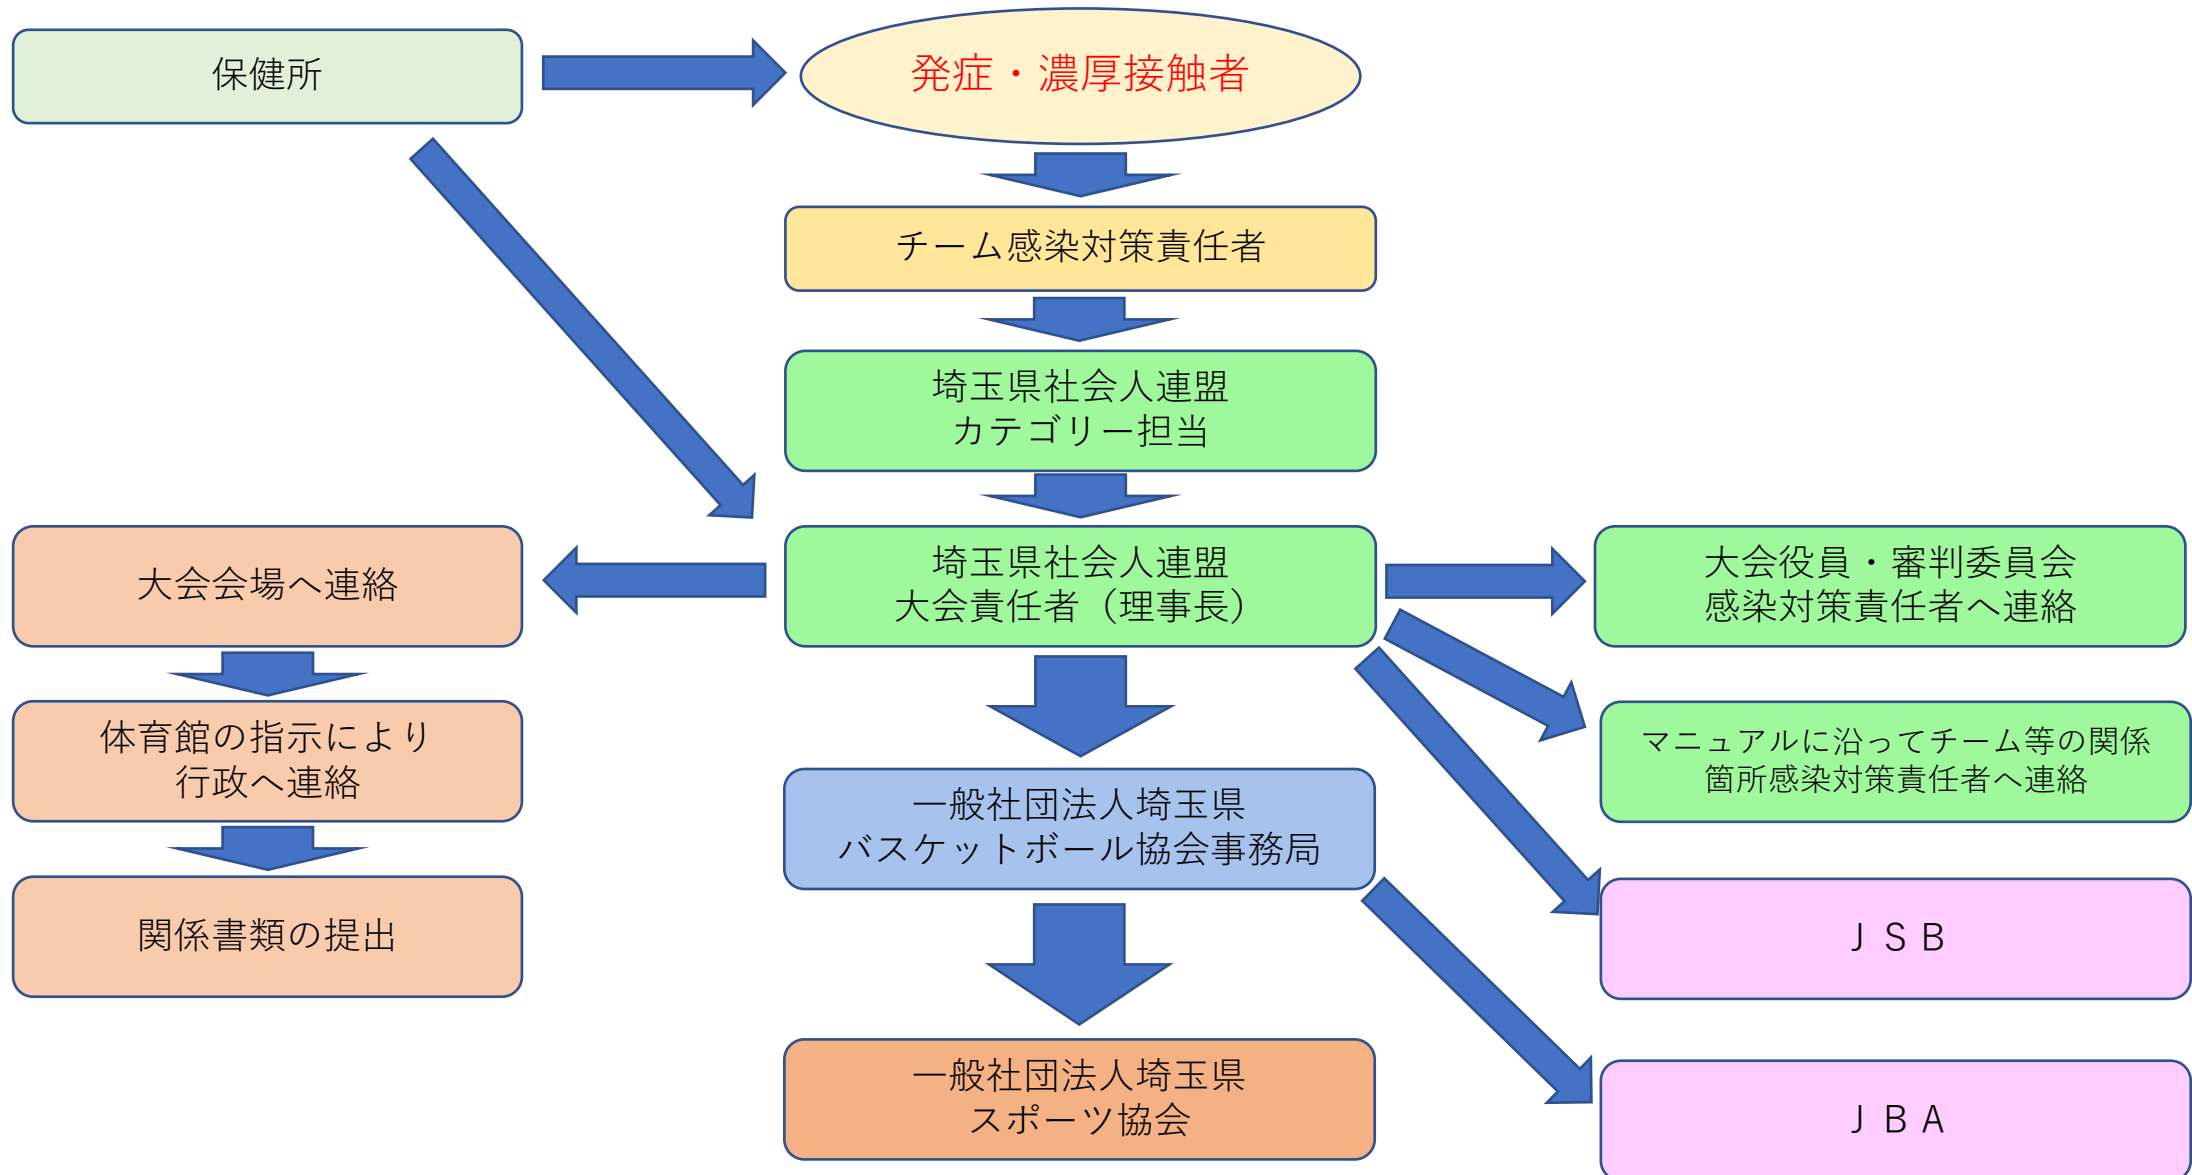 保健所
発症・濃厚接触者
チーム感染対策責任者
埼玉県社会人連盟
カテゴリー担当
大会会場へ連絡
埼玉県社会人連盟
大会責任者（理事長）
大会役員・審判委員会
感染対策責任者へ連絡
体育館の指示により
行政へ連絡
マニュアルに沿ってチーム等の関係
箇所感染対策責任者へ連絡
一般社団法人埼玉県
バスケットボール協会事務局
関係書類の提出
ＪＳＢ
一般社団法人埼玉県
スポーツ協会
ＪＢＡ